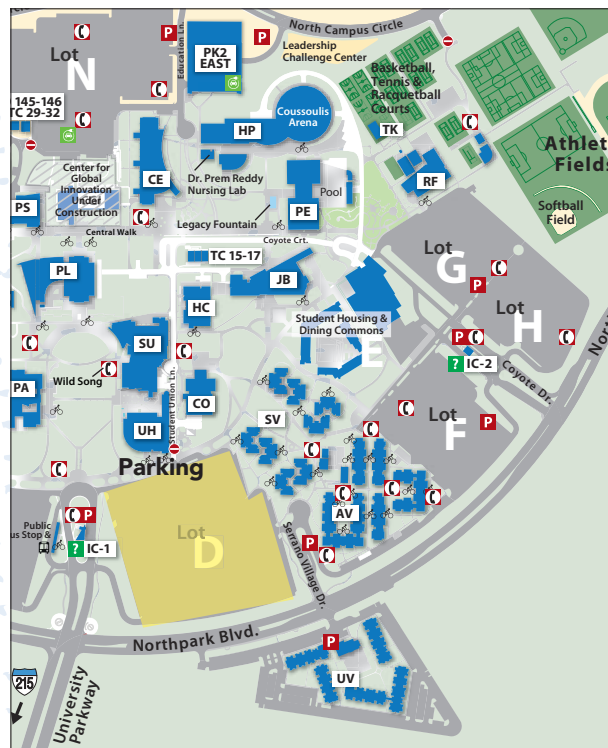 North Campus Circle
P
Lot
N
Education Ln.
PK2
EAST
P
Leadership
Challenge Center
P
Basketball,
Tennis &
Racquetball
Courts
145-146
TC 29-32
Coussoulis
Arena
HP
TK
Athlet
Fields
Center for
Global
Innovation
Under
Construction
CE
Dr. Prem Reddy
Nursing Lab
RF
Pool
PS
Legacy Fountain
PE
Softball
Field
Central Walk
Coyote Crt.
Lot
G
PL
TC 15-17
JB
P
HC
Lot
H
Student Housing &
Dining Commons
E
SU
P
North
? IC-2
Wild Song
Coyote Dr.
PA
Student Union Ln.
CO
SV
Lot
F
P
UH
Parking
Lot
D
AV
P
Public
us Stop &
? IC-1
P
Serrano Village Dr.
Northpark Blvd.
P
UV
215
University
Parkway